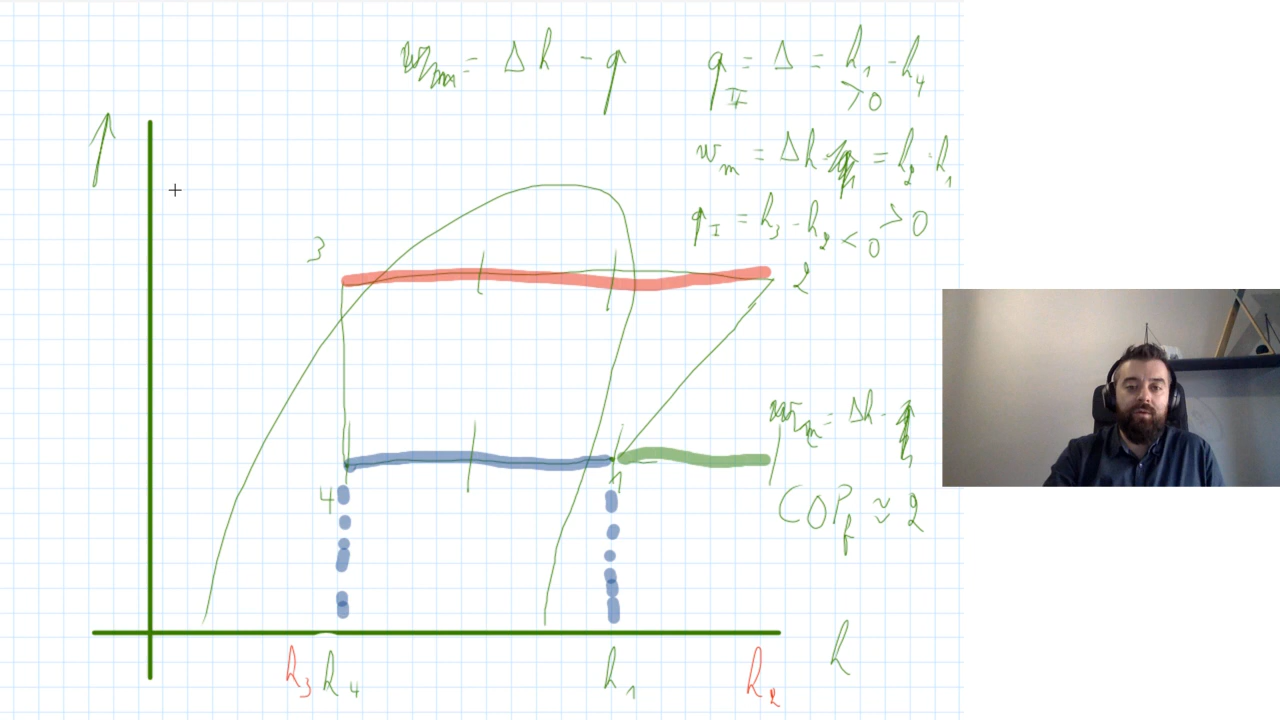 w_m = Δh - q
q_II = Δ = h_1 - h_4
> 0
w_m = Δh - q = h_2 - h_1
> 0
q_I = h_3 - h_2 < 0
3
2
w_m = Δh - q
1
4
COP_f ≈ 2
h
h_3 h_4 h_1 h_2